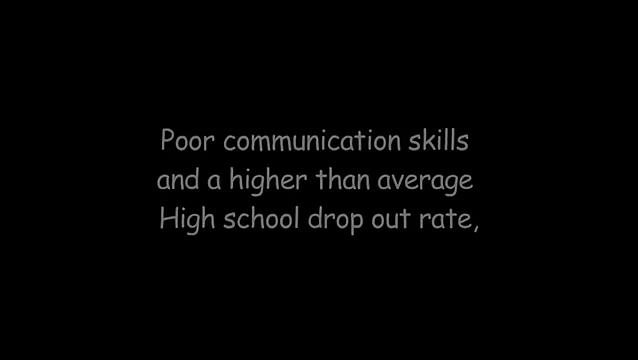 Poor communication skills
and a higher than average
High school drop out rate,